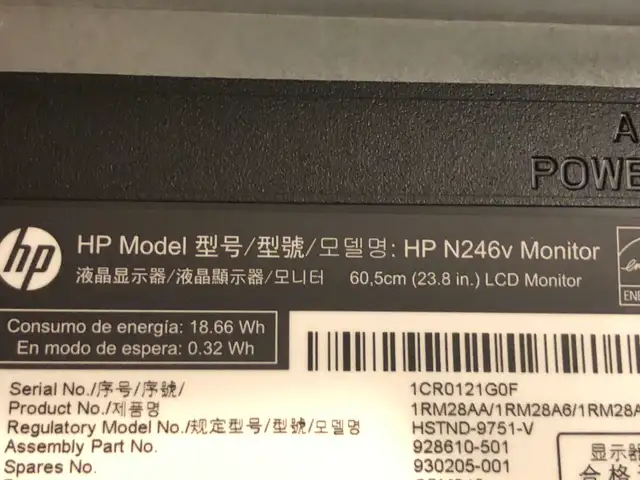 A
POWE
hp
HP Model 型号/型號/모델명: HP N246v Monitor
液晶显示器/液晶顯示器/모니터 60,5cm (23.8 in.) LCD Monitor
Consumo de energía: 18.66 Wh
En modo de espera: 0.32 Wh
Serial No./序号/序號/
1CR0121G0F
Product No./제품명
1RM28AA/1RM28A6/1RM28A
Regulatory Model No./规定型号/型號/모델명
HSTND-9751-V
Assembly Part No.
928610-501
Spares No.
930205-001
显示器
合格